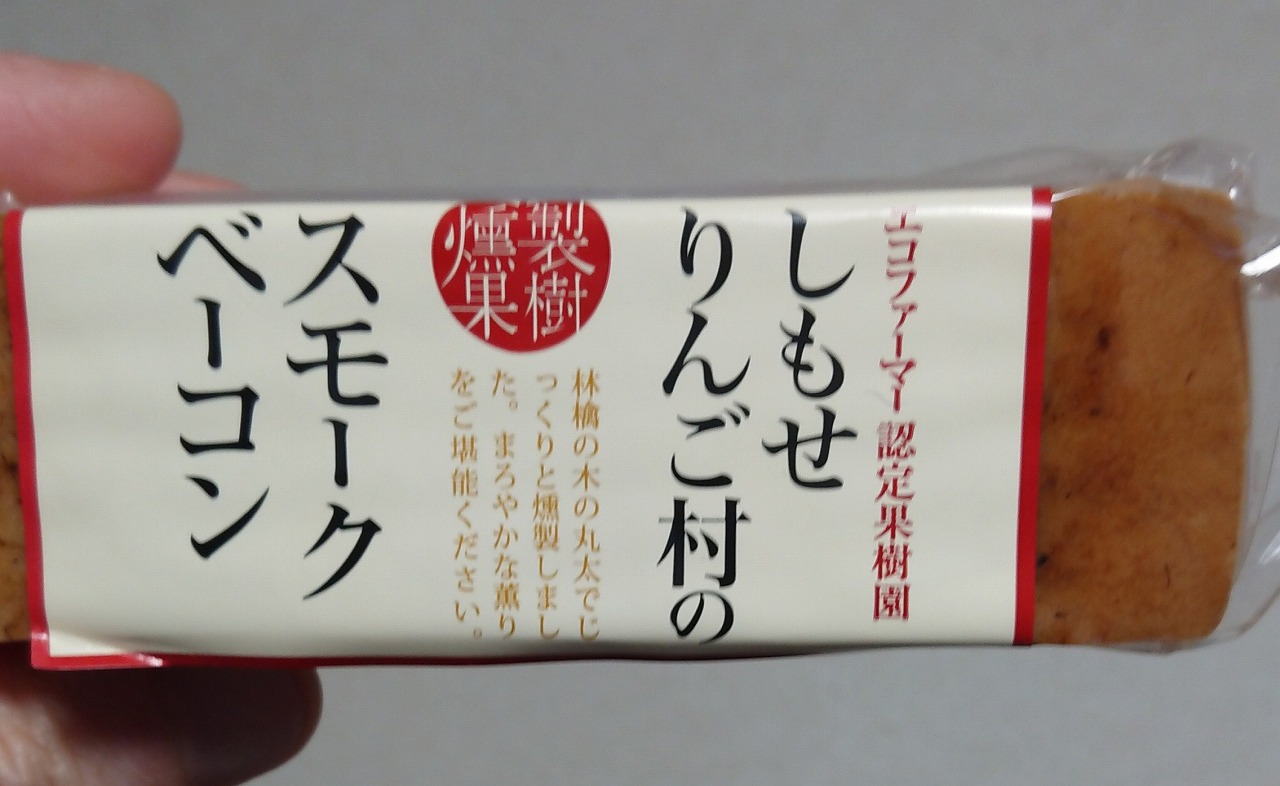 エコファーマー認定果樹園
しもせ
りんご村の
製樹
燻果
林檎の木の丸太でじ
っくりと燻製しまし
た。まろやかな薫り
をご堪能ください。
スモーク
ベーコン